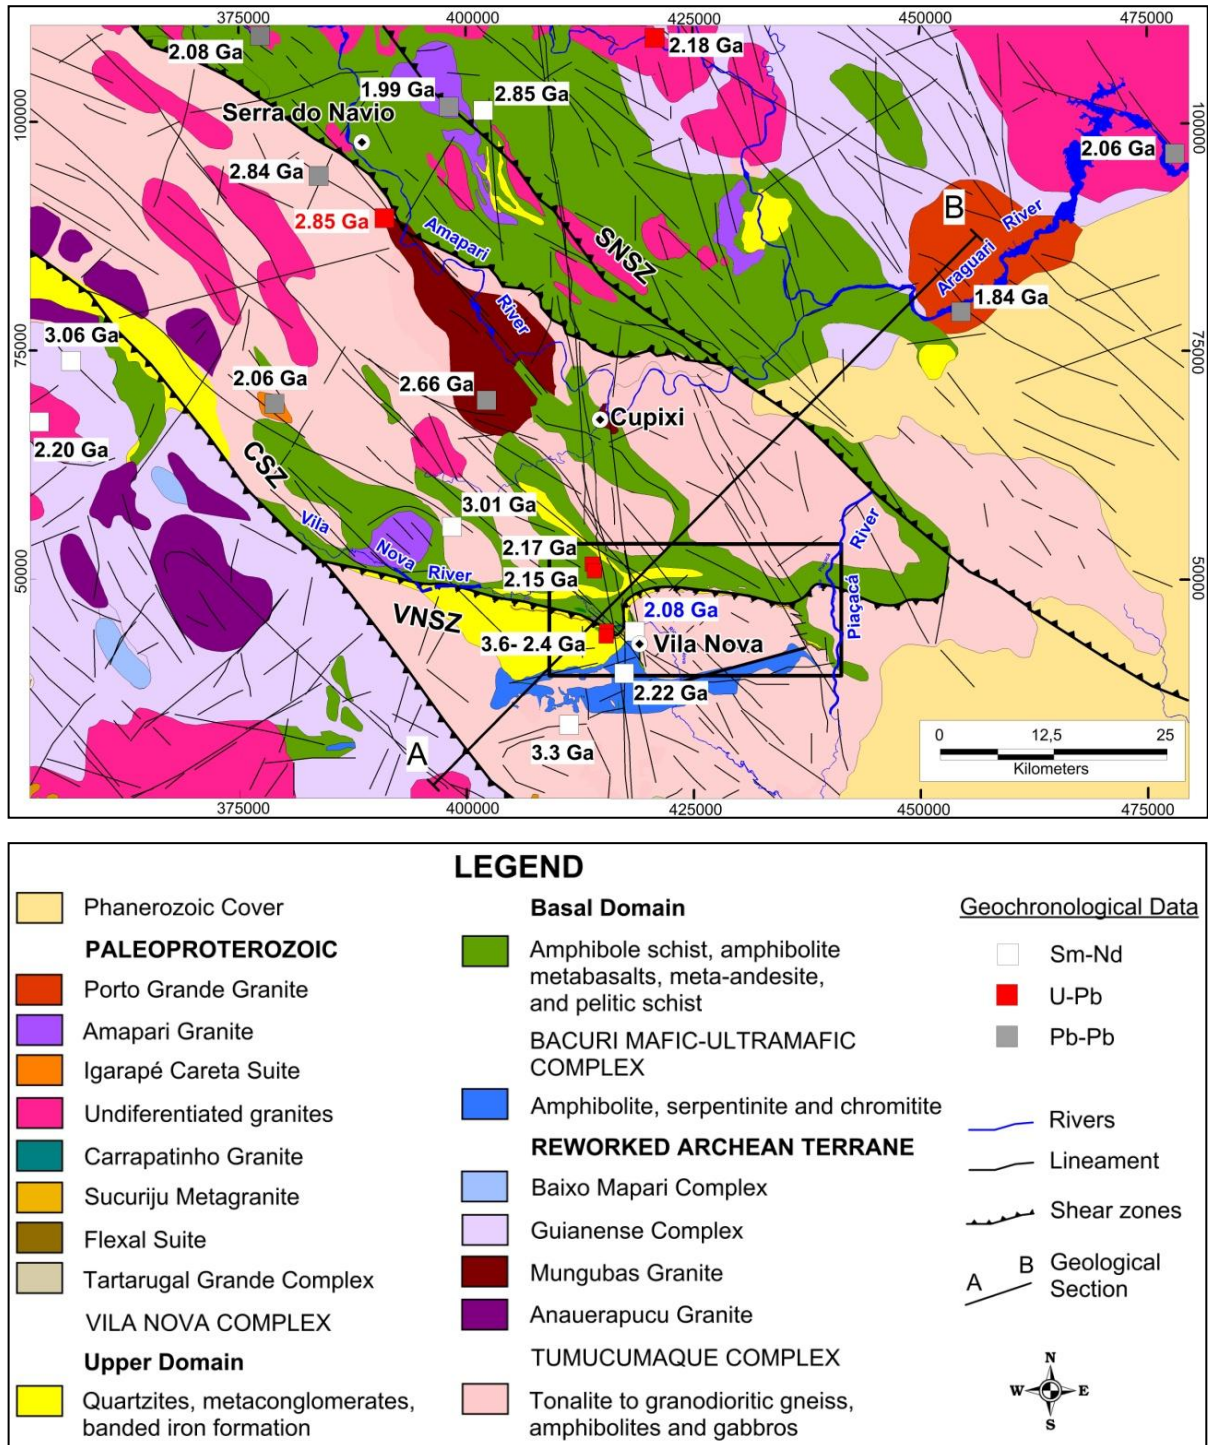 375000
400000
425000
450000
475000
2.08 Ga
2.18 Ga
1.99 Ga
2.85 Ga
Serra do Navio
100000
1000000
2.06 Ga
2.84 Ga
2.85 Ga
Amapari
River
SNSZ
B
Araguari
River
1.84 Ga
3.06 Ga
75000
750000
2.06 Ga
2.66 Ga
Cupixi
2.20 Ga
CSZ
Vila
Nova
River
3.01 Ga
2.17 Ga
2.15 Ga
River
Piaçacá
50000
50000
VNSZ
2.08 Ga
3.6- 2.4 Ga
Vila Nova
2.22 Ga
3.3 Ga
A
0
12,5
25
Kilometers
375000
400000
425000
450000
475000
LEGEND
Phanerozoic Cover
PALEOPROTEROZOIC
Porto Grande Granite
Amapari Granite
Igarapé Careta Suite
Undiferentiated granites
Carrapatinho Granite
Sucuriju Metagranite
Flexal Suite
Tartarugal Grande Complex
VILA NOVA COMPLEX
Upper Domain
Quartzites, metaconglomerates,
banded iron formation
Basal Domain
Amphibole schist, amphibolite
metabasalts, meta-andesite,
and pelitic schist
BACURI MAFIC-ULTRAMAFIC
COMPLEX
Amphibolite, serpentinite and chromitite
REWORKED ARCHEAN TERRANE
Baixo Mapari Complex
Guianense Complex
Mungubas Granite
Anauerapucu Granite
TUMUCUMAQUE COMPLEX
Tonalite to granodioritic gneiss,
amphibolites and gabbros
Geochronological Data
Sm-Nd
U-Pb
Pb-Pb
Rivers
Lineament
Shear zones
A
B
Geological
Section
N
W
E
S